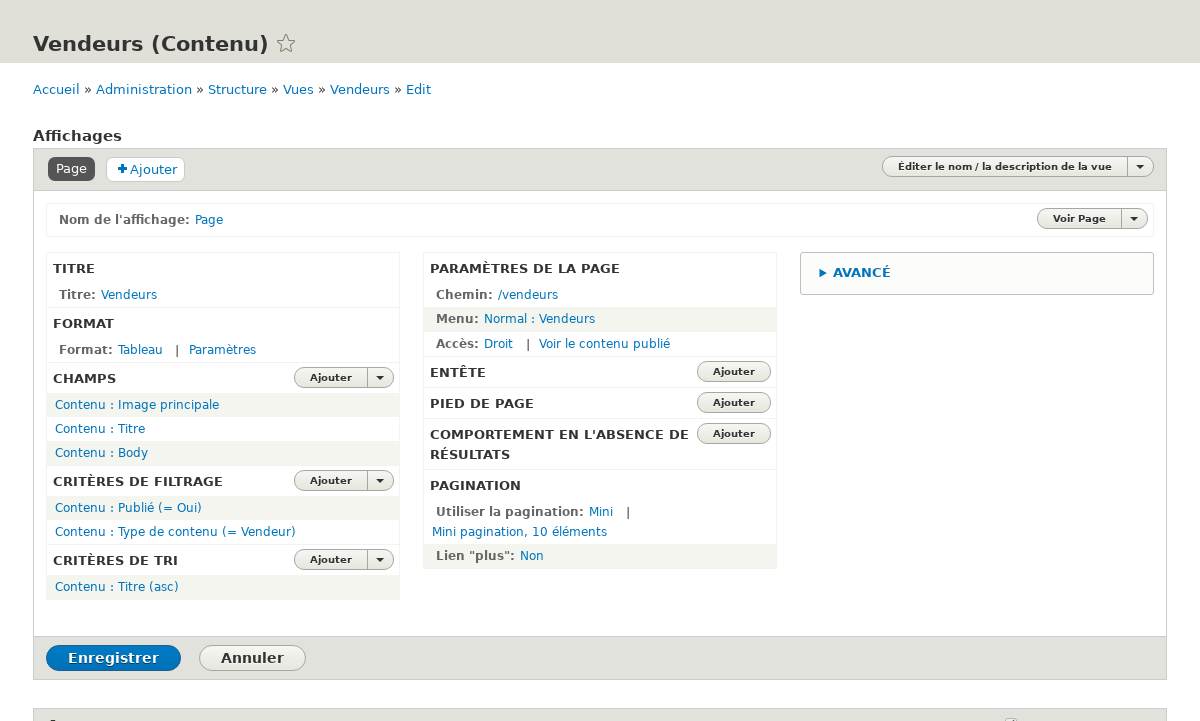 Vendeurs (Contenu)
Accueil » Administration » Structure » Vues » Vendeurs » Edit
Affichages
Page
Ajouter
Éditer le nom / la description de la vue
Nom de l'affichage: Page
Voir Page
TITRE
Titre: Vendeurs
FORMAT
Format: Tableau | Paramètres
CHAMPS
Ajouter
Contenu : Image principale
Contenu : Titre
Contenu : Body
CRITÈRES DE FILTRAGE
Ajouter
Contenu : Publié (= Oui)
Contenu : Type de contenu (= Vendeur)
CRITÈRES DE TRI
Ajouter
Contenu : Titre (asc)
PARAMÈTRES DE LA PAGE
Chemin: /vendeurs
Menu: Normal : Vendeurs
Accès: Droit | Voir le contenu publié
ENTÊTE
Ajouter
PIED DE PAGE
Ajouter
COMPORTEMENT EN L'ABSENCE DE
RÉSULTATS
Ajouter
PAGINATION
Utiliser la pagination: Mini |
Mini pagination, 10 éléments
Lien "plus": Non
AVANCÉ
Enregistrer
Annuler